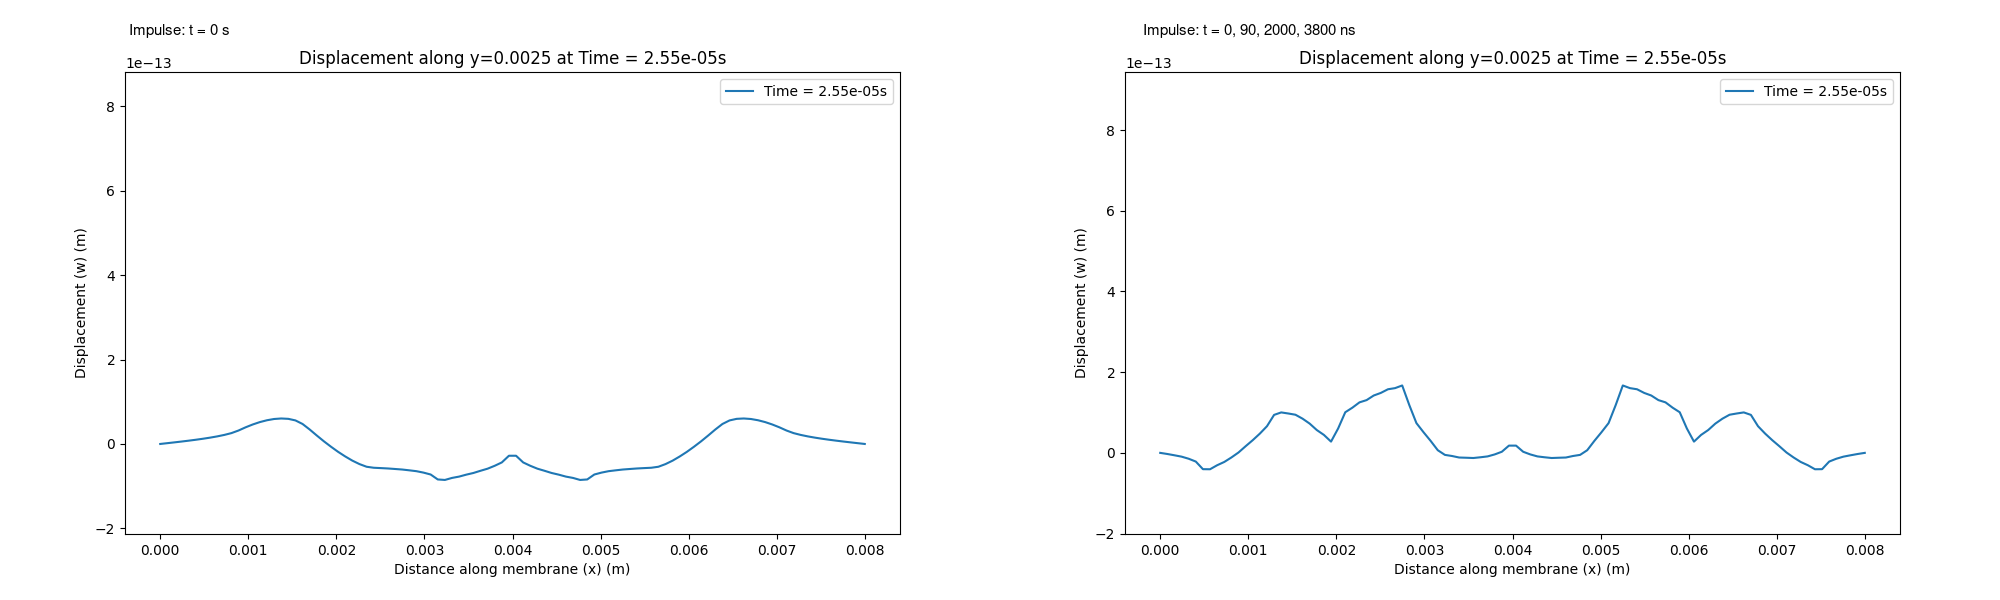 Impulse: t = 0 s
Displacement along y=0.0025 at Time = 2.55e-05s
1e−13
Time = 2.55e-05s
8
6
4
2
0
−2
Displacement (w) (m)
0.000 0.001 0.002 0.003 0.004 0.005 0.006 0.007 0.008
Distance along membrane (x) (m)
Impulse: t = 0, 90, 2000, 3800 ns
Displacement along y=0.0025 at Time = 2.55e-05s
1e−13
Time = 2.55e-05s
8
6
4
2
0
−2
Displacement (w) (m)
0.000 0.001 0.002 0.003 0.004 0.005 0.006 0.007 0.008
Distance along membrane (x) (m)